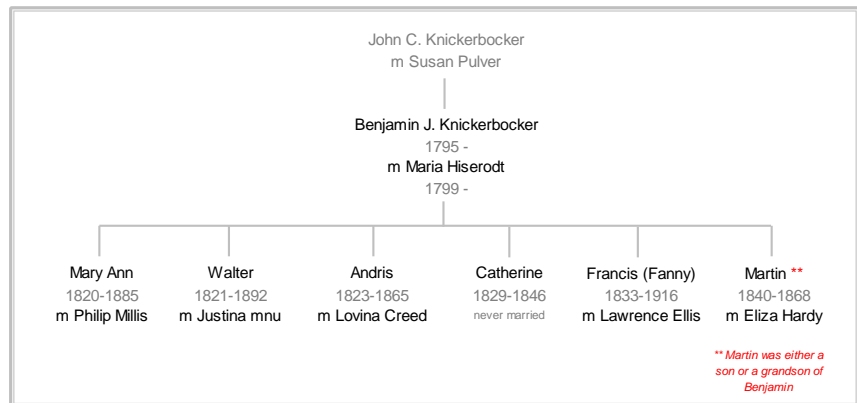 John C. Knickerbocker
m Susan Pulver
Benjamin J. Knickerbocker
1795 -
m Maria Hiserodt
1799 -
Mary Ann
1820-1885
m Philip Millis
Walter
1821-1892
m Justina mnu
Andris
1823-1865
m Lovina Creed
Catherine
1829-1846
never married
Francis (Fanny)
1833-1916
m Lawrence Ellis
Martin **
1840-1868
m Eliza Hardy
** Martin was either a
son or a grandson of
Benjamin